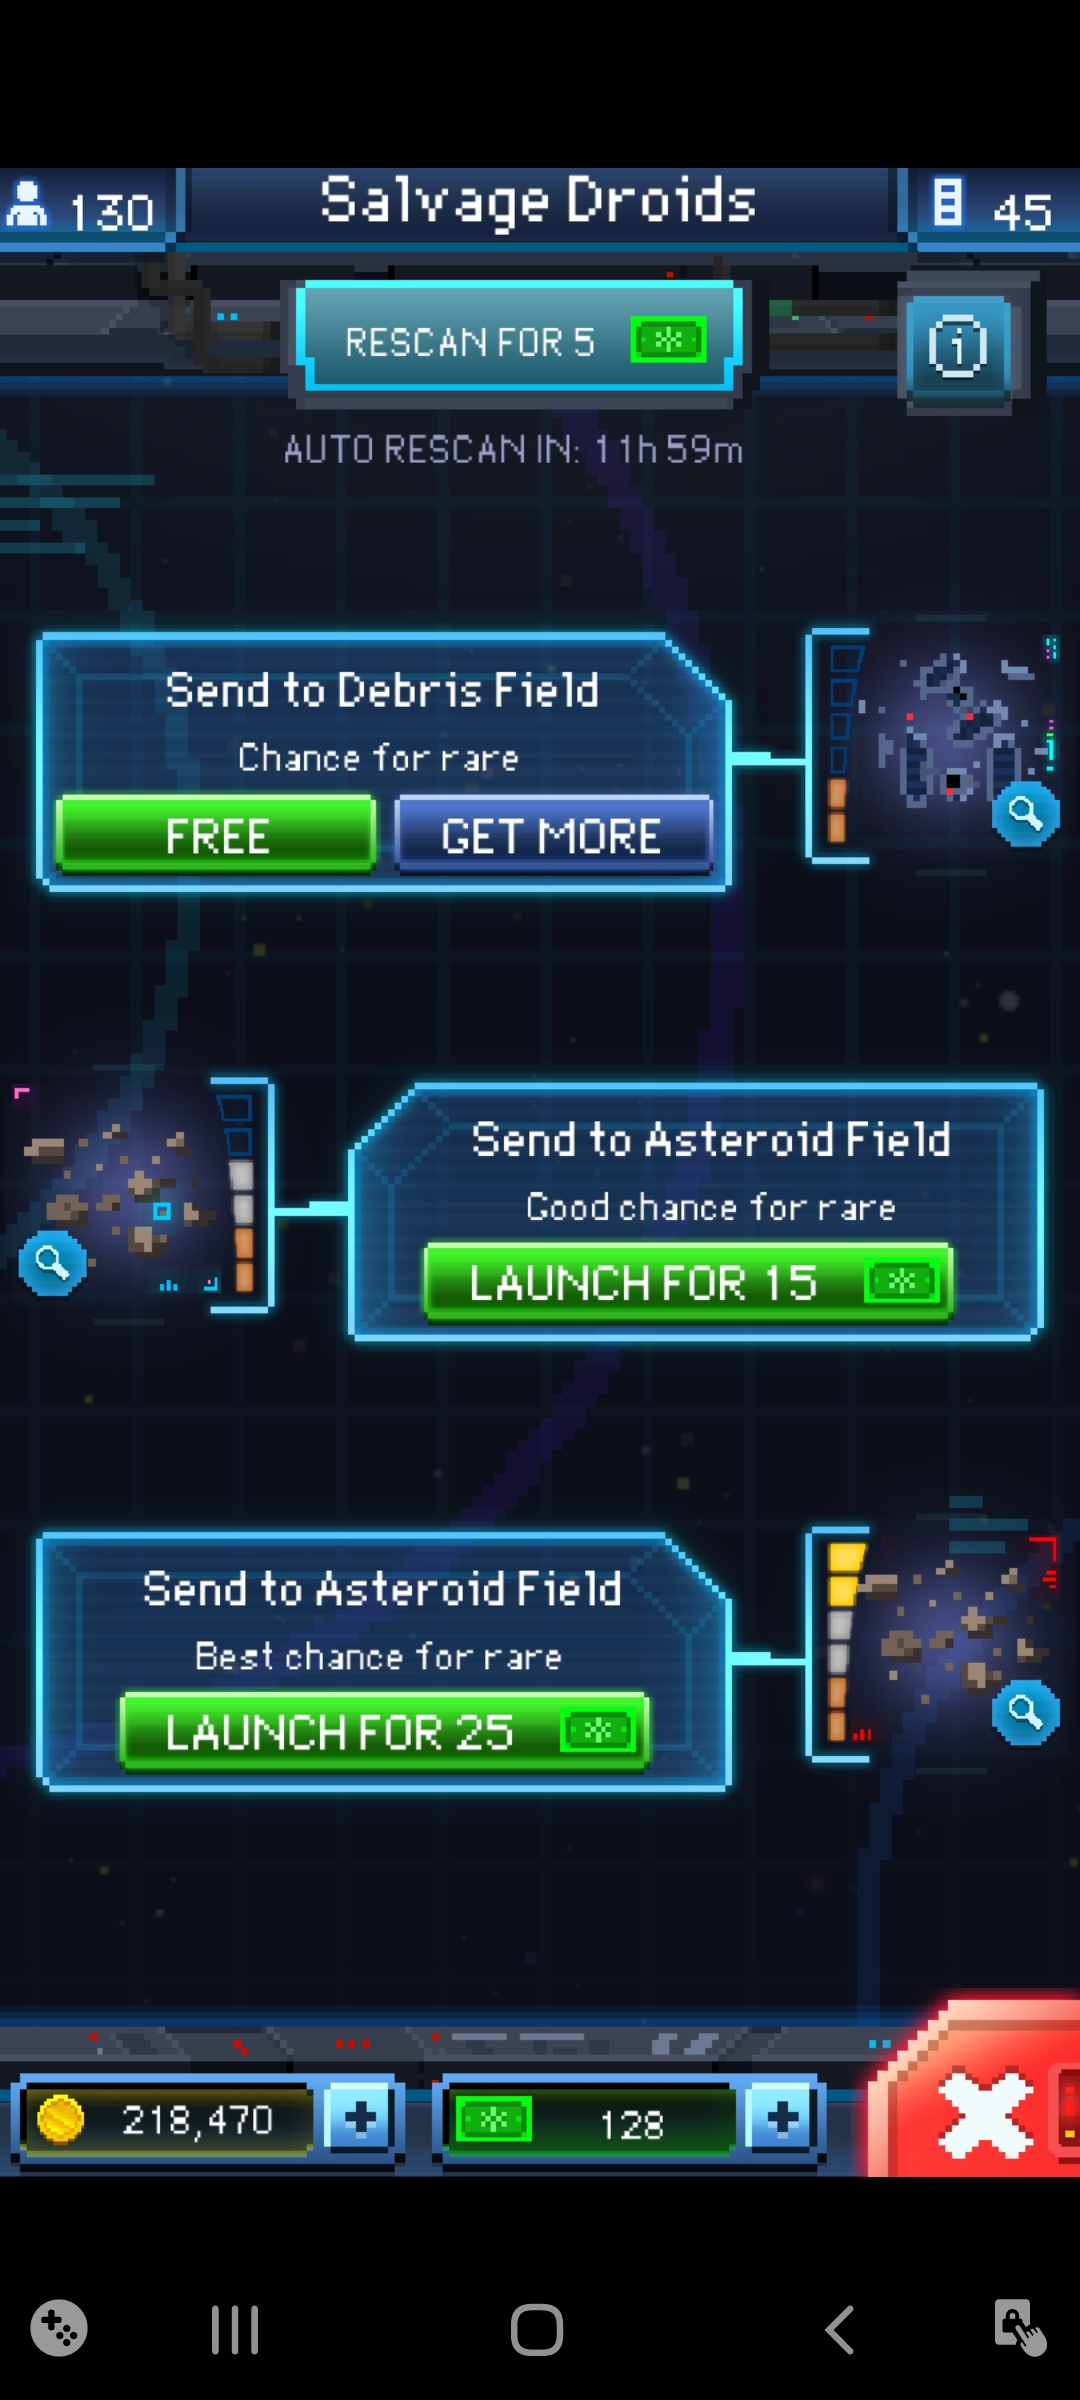 130
Salvage Droids
45
RESCAN FOR 5
i
AUTO RESCAN IN: 11h 59m
Send to Debris Field
Chance for rare
FREE
GET MORE
Send to Asteroid Field
Good chance for rare
LAUNCH FOR 15
Send to Asteroid Field
Best chance for rare
LAUNCH FOR 25
218,470
128